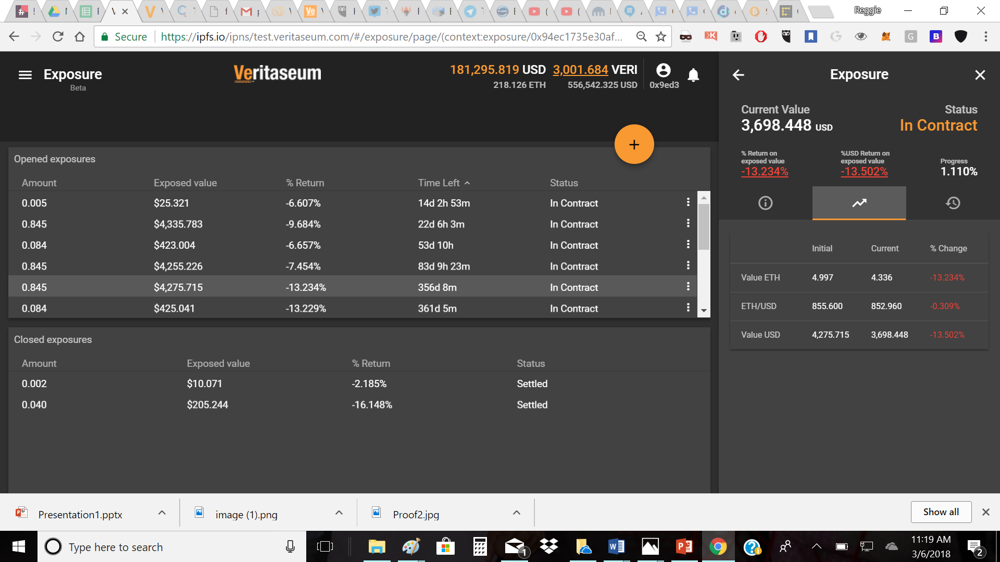 Reggie
Secure https://ipfs.io/ipns/test.veritaseum.com/#/exposure/page/(context:exposure/0x94ec1735e30af...
Exposure
Beta
Veritaseum
181,295.819 USD 3,001.684 VERI
218.126 ETH 556,542.325 USD 0x9ed3
Opened exposures
Amount Exposed value % Return Time Left Status
0.005 $25.321 -6.607% 14d 2h 53m In Contract
0.845 $4,335.783 -9.684% 22d 6h 3m In Contract
0.084 $423.004 -6.657% 53d 10h In Contract
0.845 $4,255.226 -7.454% 83d 9h 23m In Contract
0.845 $4,275.715 -13.234% 356d 8m In Contract
0.084 $425.041 -13.229% 361d 5m In Contract
Closed exposures
Amount Exposed value % Return Status
0.002 $10.071 -2.185% Settled
0.040 $205.244 -16.148% Settled
Exposure
Current Value Status
3,698.448 USD In Contract
% Return on
exposed value
-13.234%
%USD Return on
exposed value
-13.502%
Progress
1.110%
Initial Current % Change
Value ETH 4.997 4.336 -13.234%
ETH/USD 855.600 852.960 -0.309%
Value USD 4,275.715 3,698.448 -13.502%
Presentation1.pptx image (1).png Proof2.jpg Show all
Type here to search
1
11:19 AM
3/6/2018
2